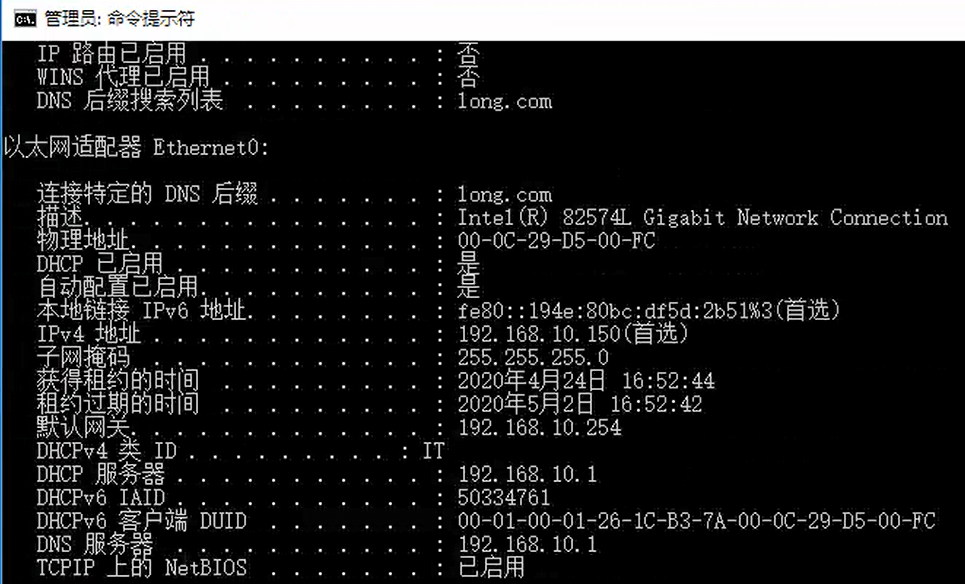 管理员: 命令提示符
IP 路由已启用 . . . . . . . . . . : 否
WINS 代理已启用 . . . . . . . . . : 否
DNS 后缀搜索列表 . . . . . . . . : long.com
以太网适配器 Ethernet0:
连接特定的 DNS 后缀 . . . . . . . : long.com
描述. . . . . . . . . . . . . . . : Intel(R) 82574L Gigabit Network Connection
物理地址. . . . . . . . . . . . . : 00-0C-29-D5-00-FC
DHCP 已启用 . . . . . . . . . . . : 是
自动配置已启用. . . . . . . . . . : 是
本地链接 IPv6 地址. . . . . . . . : fe80::194e:80bc:df5d:2b51%3(首选)
IPv4 地址 . . . . . . . . . . . . : 192.168.10.150(首选)
子网掩码 . . . . . . . . . . . . : 255.255.255.0
获得租约的时间 . . . . . . . . . : 2020年4月24日 16:52:44
租约过期的时间 . . . . . . . . . : 2020年5月2日 16:52:42
默认网关. . . . . . . . . . . . . : 192.168.10.254
DHCPv4 类 ID . . . . . . . . . . : IT
DHCP 服务器 . . . . . . . . . . . : 192.168.10.1
DHCPv6 IAID . . . . . . . . . . . : 50334761
DHCPv6 客户端 DUID . . . . . . . : 00-01-00-01-26-1C-B3-7A-00-0C-29-D5-00-FC
DNS 服务器 . . . . . . . . . . . : 192.168.10.1
TCPIP 上的 NetBIOS . . . . . . . : 已启用